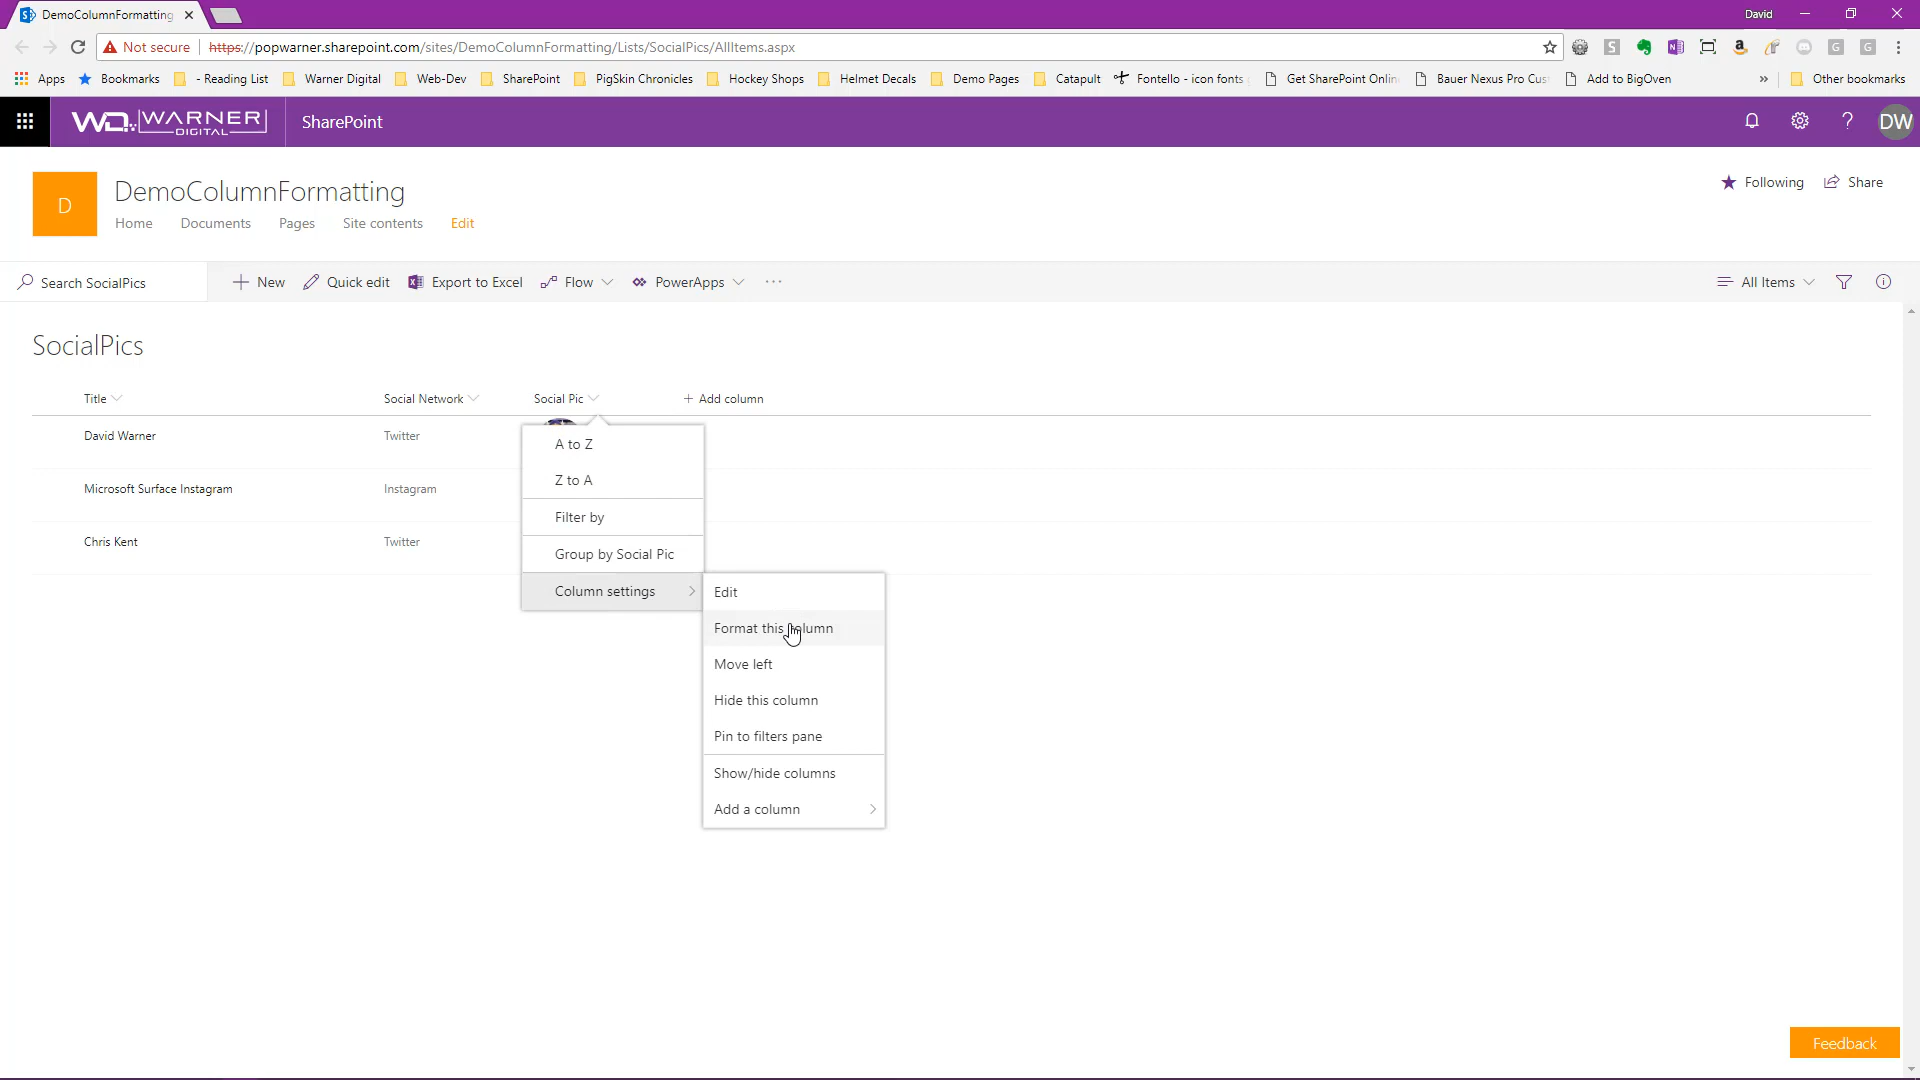 DemoColumnFormatting
David
Not secure https://popwarner.sharepoint.com/sites/DemoColumnFormatting/Lists/SocialPics/AllItems.aspx
Apps Bookmarks - Reading List Warner Digital Web-Dev SharePoint PigSkin Chronicles Hockey Shops Helmet Decals Demo Pages Catapult Fontello - icon fonts Get SharePoint Onlin Bauer Nexus Pro Cus Add to BigOven » Other bookmarks
WD WARNER DIGITAL SharePoint ? DW
D
DemoColumnFormatting
Following Share
Home Documents Pages Site contents Edit
Search SocialPics New Quick edit Export to Excel Flow PowerApps ... All Items
SocialPics
Title Social Network Social Pic + Add column
David Warner Twitter
Microsoft Surface Instagram Instagram
Chris Kent Twitter
A to Z
Z to A
Filter by
Group by Social Pic
Column settings
Edit
Format this column
Move left
Hide this column
Pin to filters pane
Show/hide columns
Add a column
Feedback